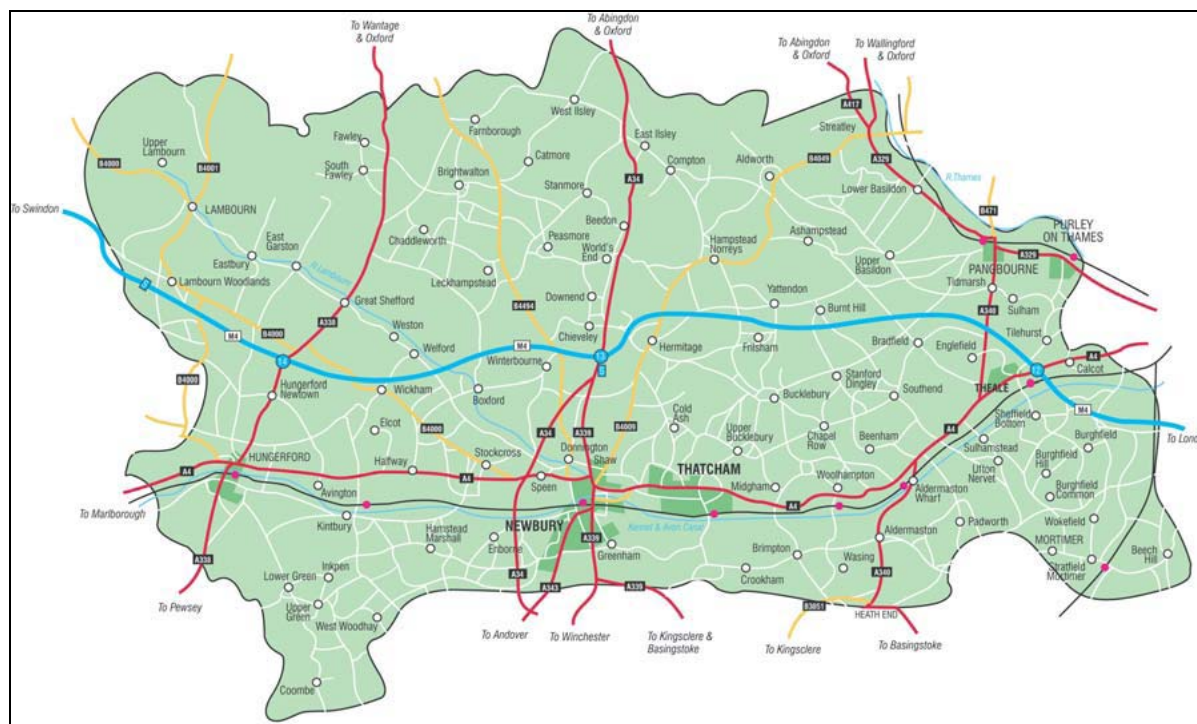 To Abingdon
& Oxford
To Wantage
& Oxford
To Abingdon
& Oxford
To Wallingford
& Oxford
A417
West Ilsley
Farnborough
Streatley
Fawley
East Ilsley
Upper
Lambourn
B4000
B4001
Catmore
Compton
Aldworth
B4049
A329
R.Thames
South
Fawley
Brightwalton
Stanmore
A34
Lower Basildon
To Swindon
LAMBOURN
B471
Beedon
PURLEY
ON THAMES
East
Garston
Chaddleworth
Peasmore
World's
End
Hampstead
Norreys
Ashampstead
Eastbury
R.Lambourn
Upper
Basildon
A329
PANGBOURNE
Lambourn Woodlands
Leckhampstead
Tidmarsh
Great Shefford
Downend
Yattendon
Burnt Hill
Sulham
B4494
A340
A338
B4000
Weston
Chieveley
M4
Welford
M4
Winterbourne
13
Hermitage
Frilsham
Bradfield
Englefield
Tilehurst
A4
14
Calcot
12
B4000
Hungerford
Newtown
Wickham
Boxford
Stanford
Dingley
Southend
THEALE
Bucklebury
M4
Elcot
B4000
A34
A339
B4009
Cold
Ash
Upper
Bucklebury
Chapel
Row
Beenham
A4
Sheffield
Bottom
To Lond
HUNGERFORD
Halfway
Stockcross
Donnington
Shaw
Sulhamstead
Burghfield
A4
A4
Speen
THATCHAM
Midgham
Woolhampton
Ufton
Nervet
Burghfield
Hill
Avington
Aldermaston
Wharf
Burghfield
Common
To Marlborough
Kintbury
A4
Hamstead
Marshall
NEWBURY
Kennet & Avon Canal
Padworth
Wokefield
Enborne
A339
Greenham
Aldermaston
MORTIMER
Beech
Hill
A338
Brimpton
Wasing
Stratfield
Mortimer
Inkpen
Lower Green
A34
A343
A339
Crookham
A340
To Pewsey
Upper
Green
B3051
HEATH END
West Woodhay
To Andover
To Winchester
To Kingsclere &
Basingstoke
To Kingsclere
To Basingstoke
Coombe